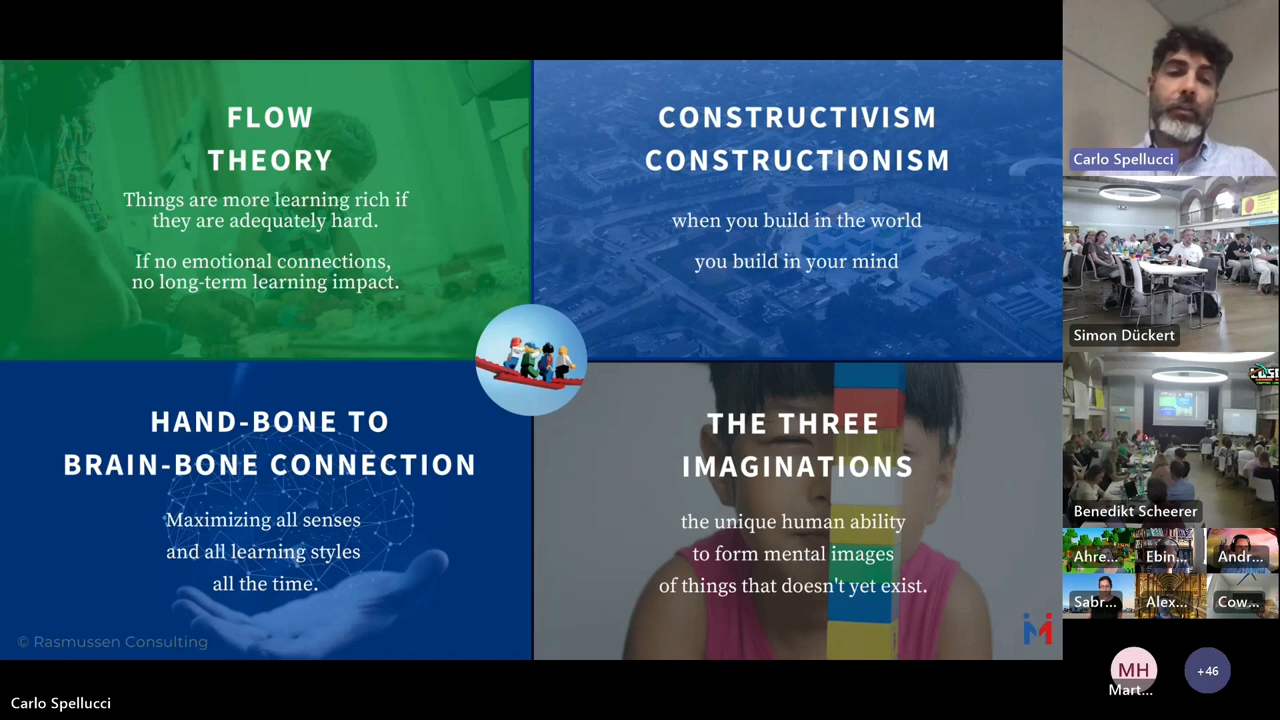 FLOW
THEORY
Things are more learning rich if
they are adequately hard.
If no emotional connections,
no long-term learning impact.
CONSTRUCTIVISM
CONSTRUCTIONISM
when you build in the world
you build in your mind
HAND-BONE TO
BRAIN-BONE CONNECTION
Maximizing all senses
and all learning styles
all the time.
© Rasmussen Consulting
THE THREE
IMAGINATIONS
the unique human ability
to form mental images
of things that doesn't yet exist.
Carlo Spellucci
Simon Dückert
Benedikt Scheerer
Ahre...
Ebin...
Andr...
Sabr...
Alex...
Cow...
MH
Mart...
+46
Carlo Spellucci